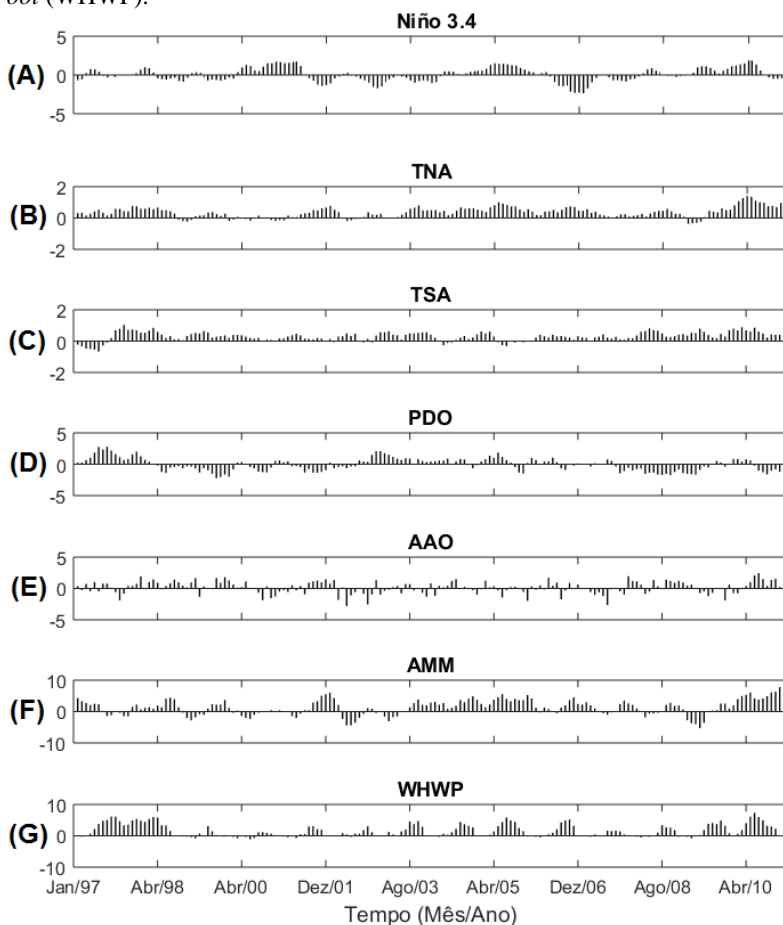 bol (WHWP).
Niño 3.4
(A)
5
0
-5
TNA
(B)
2
0
-2
TSA
(C)
2
0
-2
PDO
(D)
5
0
-5
AAO
(E)
5
0
-5
AMM
(F)
10
0
-10
WHWP
(G)
10
0
-10
Jan/97 Abr/98 Abr/00 Dez/01 Ago/03 Abr/05 Dez/06 Ago/08 Abr/10
Tempo (Mês/Ano)